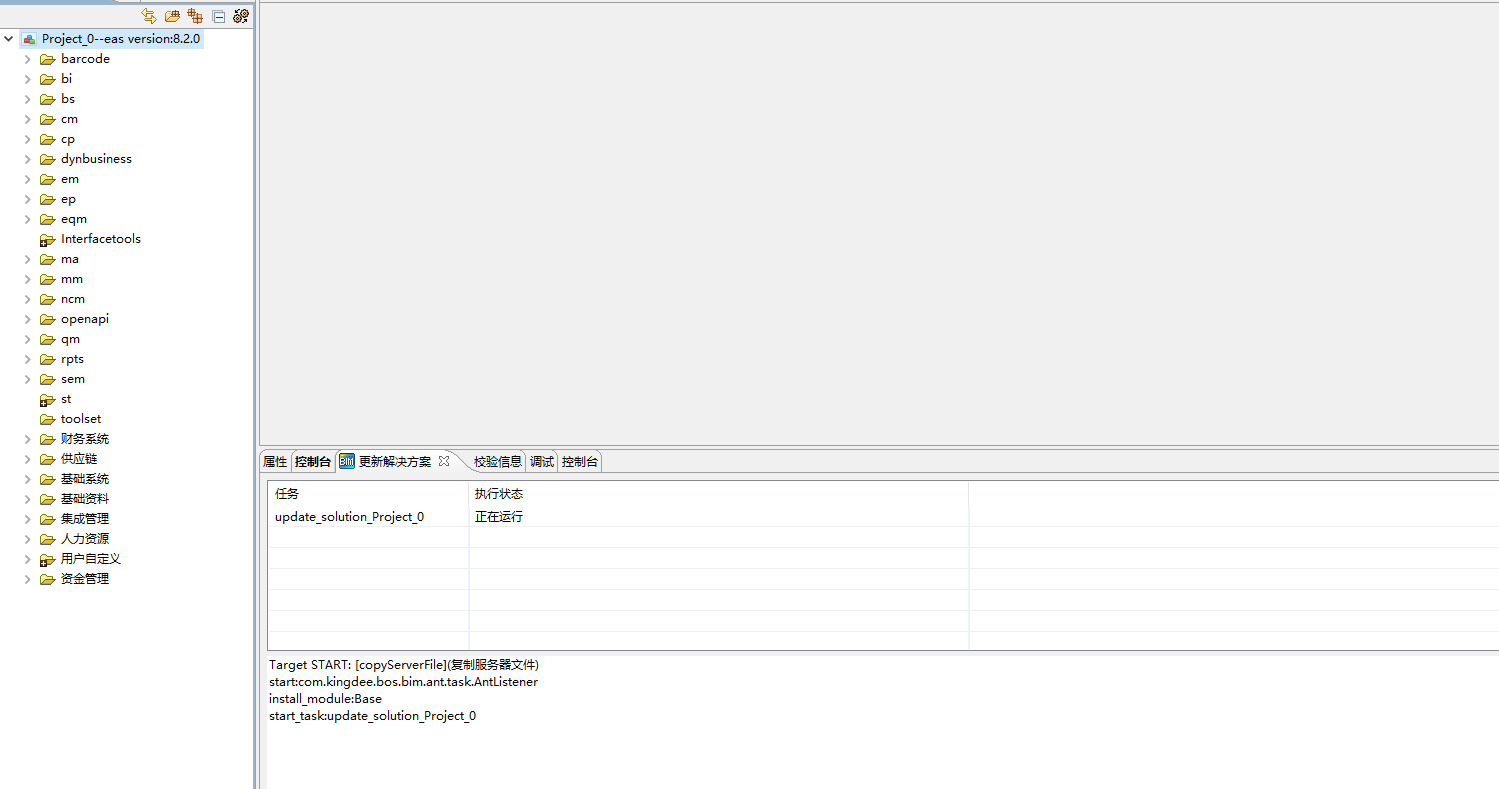 Project_0--eas version:8.2.0
barcode
bi
bs
cm
cp
dynbusiness
em
ep
eqm
Interfacetools
ma
mm
ncm
openapi
qm
rpts
sem
st
toolset
财务系统
供应链
基础系统
基础资料
集成管理
人力资源
用户自定义
资金管理
属性 控制台 BIM 更新解决方案 校验信息 调试 控制台
任务 执行状态
update_solution_Project_0 正在运行
Target START: [copyServerFile](复制服务器文件)
start:com.kingdee.bos.bim.ant.task.AntListener
install_module:Base
start_task:update_solution_Project_0